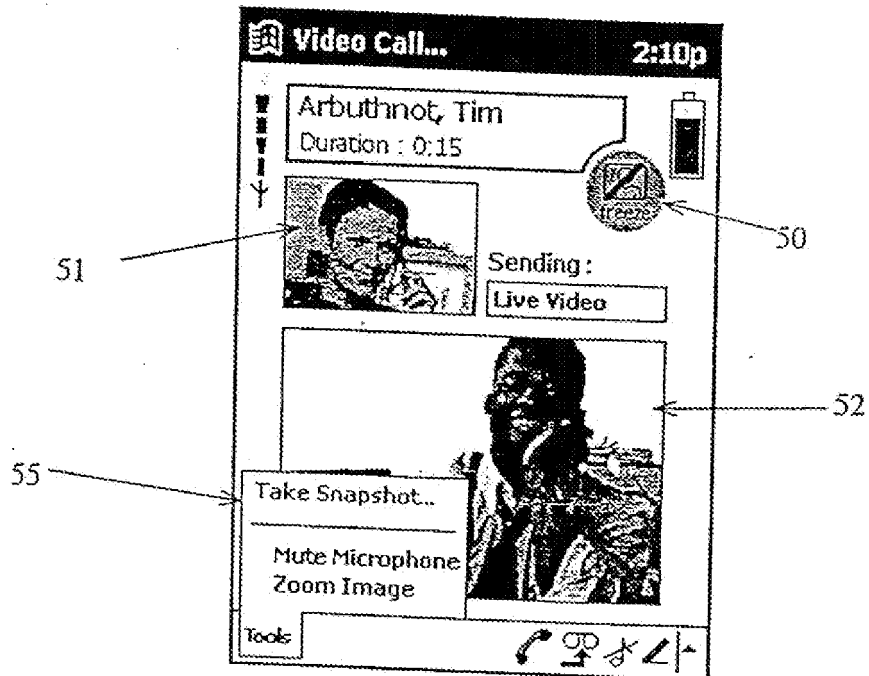 Video Call... 2:10p
Arbuthnot, Tim
Duration : 0:15
freeze
50
51
Sending :
Live Video
52
55
Take Snapshot...
Mute Microphone
Zoom Image
Tools